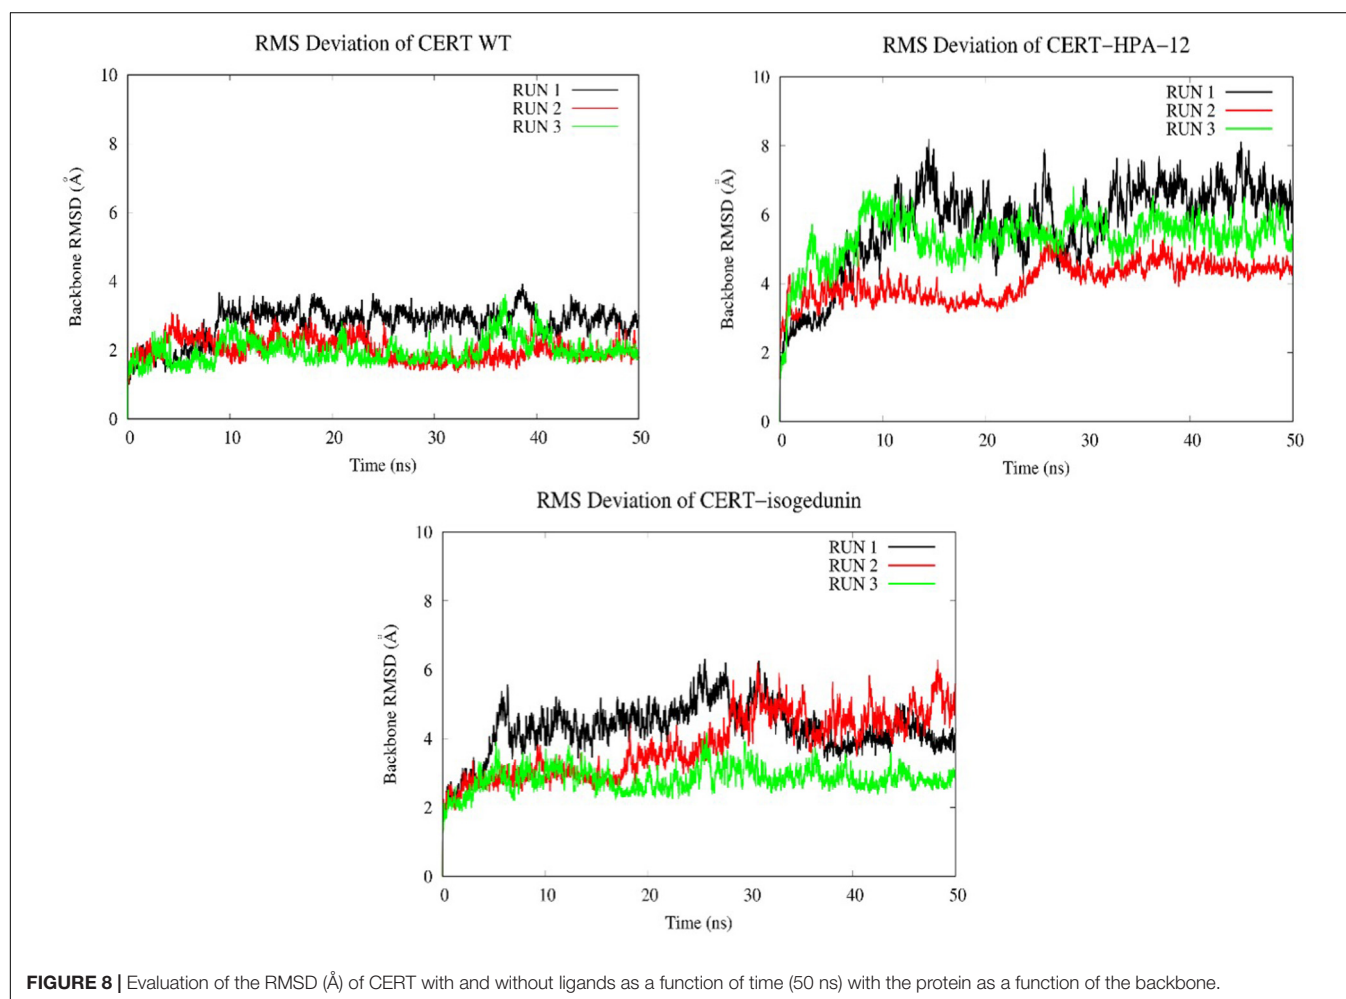 RMS Deviation of CERT WT
10
8
6
4
2
0
0 10 20 30 40 50
Backbone RMSD (Å)
Time (ns)
RUN 1
RUN 2
RUN 3
RMS Deviation of CERT−HPA−12
10
8
6
4
2
0
0 10 20 30 40 50
Backbone RMSD (Å)
Time (ns)
RUN 1
RUN 2
RUN 3
RMS Deviation of CERT−isogedunin
10
8
6
4
2
0
0 10 20 30 40 50
Backbone RMSD (Å)
Time (ns)
RUN 1
RUN 2
RUN 3
FIGURE 8 | Evaluation of the RMSD (Å) of CERT with and without ligands as a function of time (50 ns) with the protein as a function of the backbone.